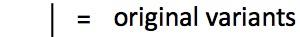 | = original variants